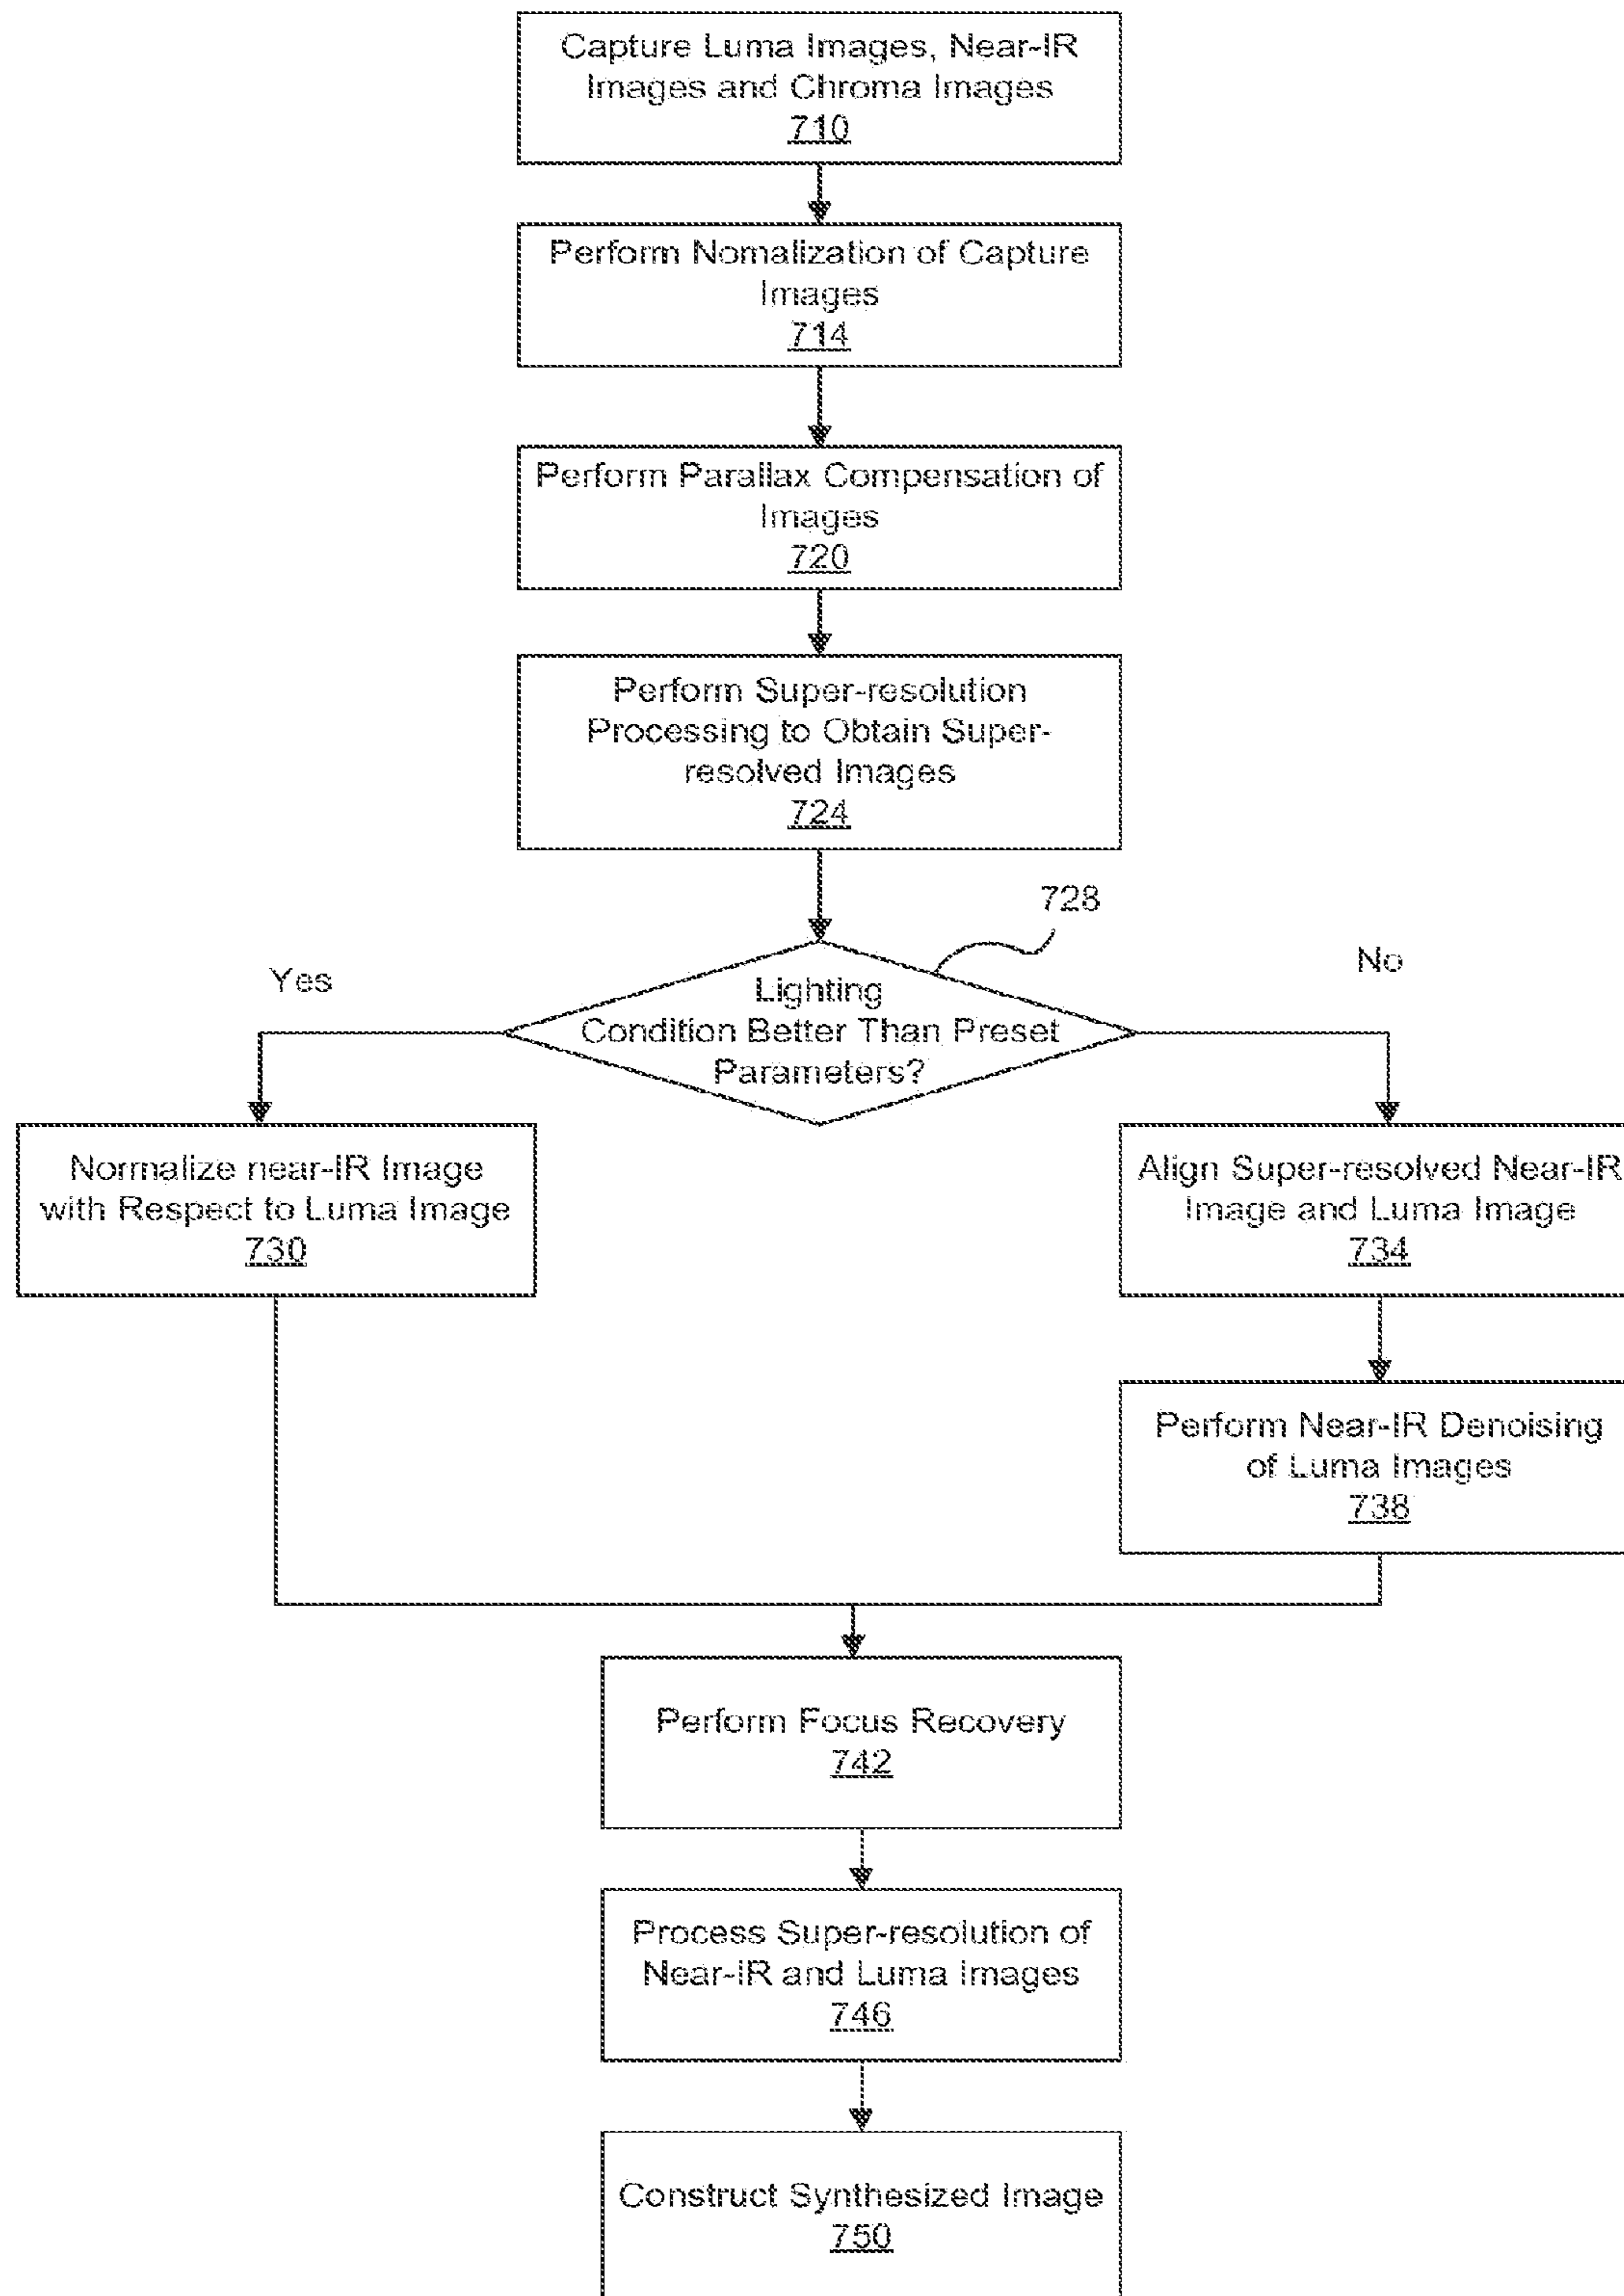 Capture Luma Images, Near-IR
Images and Chroma Images
710
Perform Nomalization of Capture
Images
714
Perform Parallax Compensation of
Images
720
Perform Super-resolution
Processing to Obtain Super-
resolved Images
724
728
Yes
No
Lighting
Condition Better Than Preset
Parameters?
Normalize near-IR Image
with Respect to Luma Image
730
Align Super-resolved Near-IR
Image and Luma Image
734
Perform Near-IR Denoising
of Luma Images
738
Perform Focus Recovery
742
Process Super-resolution of
Near-IR and Luma Images
746
Construct Synthesized Image
750